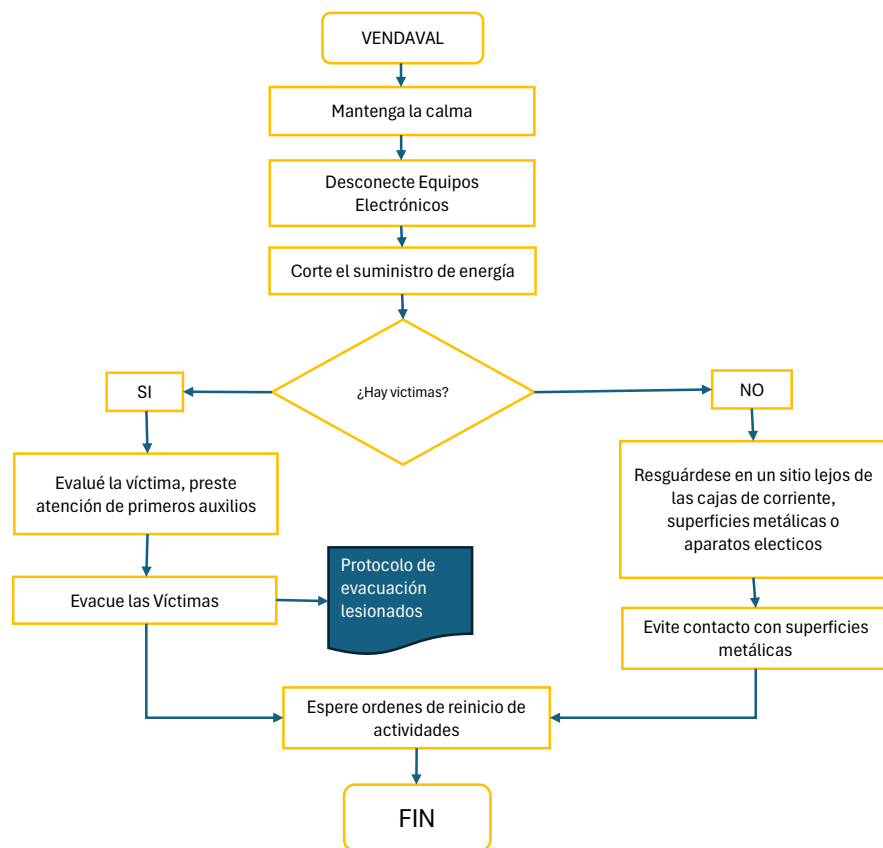 VENDAVAL
Mantenga la calma
Desconecte Equipos
Electrónicos
Corte el suministro de energía
¿Hay victimas?
SI
NO
Evalué la víctima, preste
atención de primeros auxilios
Resguárdese en un sitio lejos de
las cajas de corriente,
superficies metálicas o
aparatos electicos
Evacue las Víctimas
Protocolo de
evacuación
lesionados
Evite contacto con superficies
metálicas
Espere ordenes de reinicio de
actividades
FIN